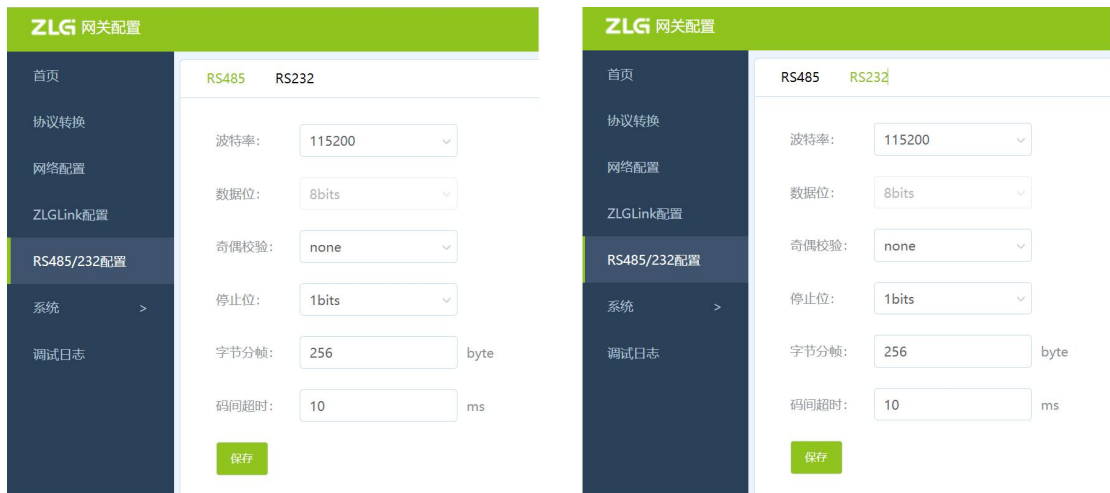 ZLG 网关配置
首页
协议转换
网络配置
ZLGLink配置
RS485/232配置
系统 >
调试日志
RS485 RS232
波特率: 115200
数据位: 8bits
奇偶校验: none
停止位: 1bits
字节分帧: 256 byte
码间超时: 10 ms
保存
ZLG 网关配置
首页
协议转换
网络配置
ZLGLink配置
RS485/232配置
系统 >
调试日志
RS485 RS232
波特率: 115200
数据位: 8bits
奇偶校验: none
停止位: 1bits
字节分帧: 256 byte
码间超时: 10 ms
保存